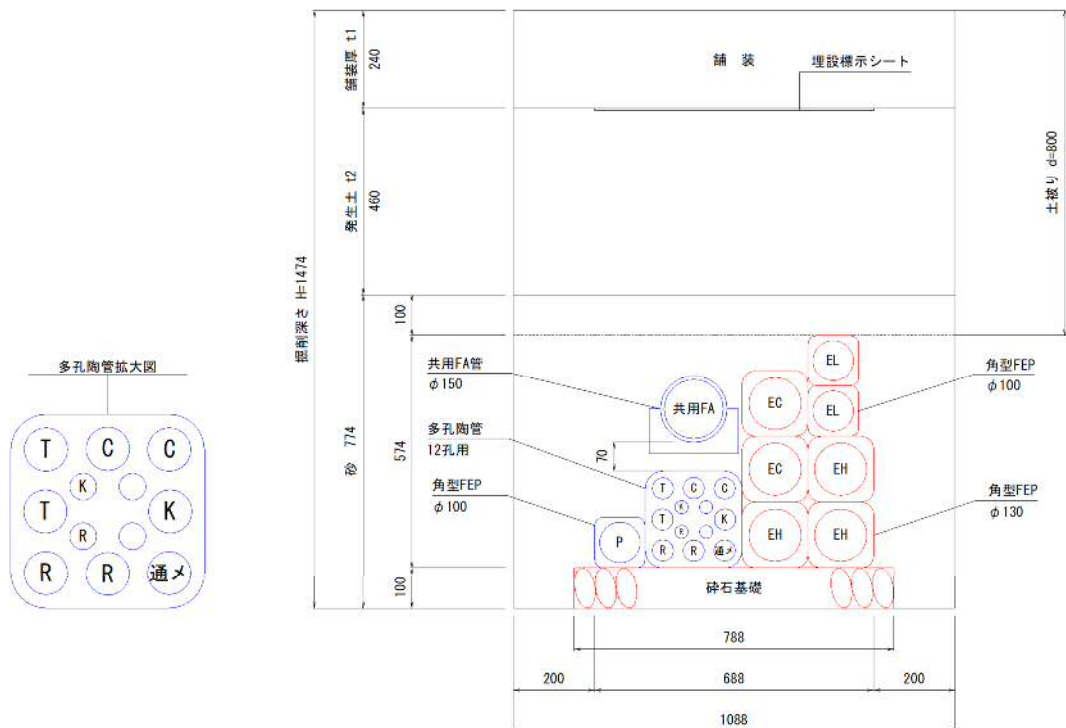 舗装厚 t1
240
発生土 t2
460
掘削深さ H=1474
砂 774
100
574
100
土被り d=800
舗 装
埋設標示シート
多孔陶管拡大図
T
C
C
K
T
K
R
R
R
通メ
共用FA管
φ150
共用FA
70
多孔陶管
12孔用
角型FEP
φ100
P
T
C
C
K
T
K
R
R
R
通メ
EL
EC
EL
EC
EH
EH
EH
角型FEP
φ100
角型FEP
φ130
砕石基礎
788
200
688
200
1088